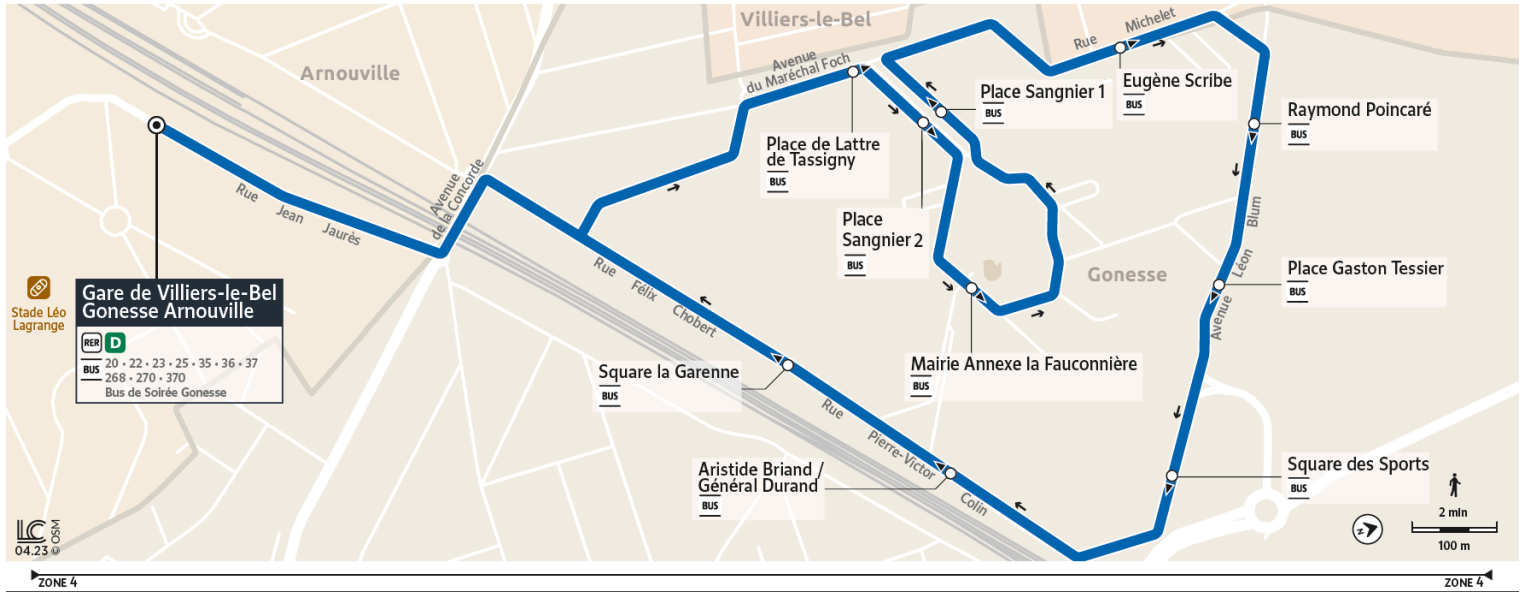 Villiers-le-Bel
Arnouville
Avenue
du Maréchal Foch
Rue Michelet
Place Sangnier 1
BUS
Eugène Scribe
BUS
Raymond Poincaré
BUS
Place de Lattre
de Tassigny
BUS
Avenue
de la Concorde
Rue Jean Jaurès
Place
Sangnier 2
BUS
Gonesse
Avenue Léon Blum
Place Gaston Tessier
BUS
Stade Léo
Lagrange
Gare de Villiers-le-Bel
Gonesse Arnouville
RER D
BUS 20 • 22 • 23 • 25 • 35 • 36 • 37
268 • 270 • 370
Bus de Soirée Gonesse
Rue Félix Chobert
Square la Garenne
BUS
Mairie Annexe la Fauconnière
BUS
Rue Pierre-Victor Colin
Aristide Briand /
Général Durand
BUS
Square des Sports
BUS
2 min
100 m
N
LC
04.23 © OSM
ZONE 4
ZONE 4